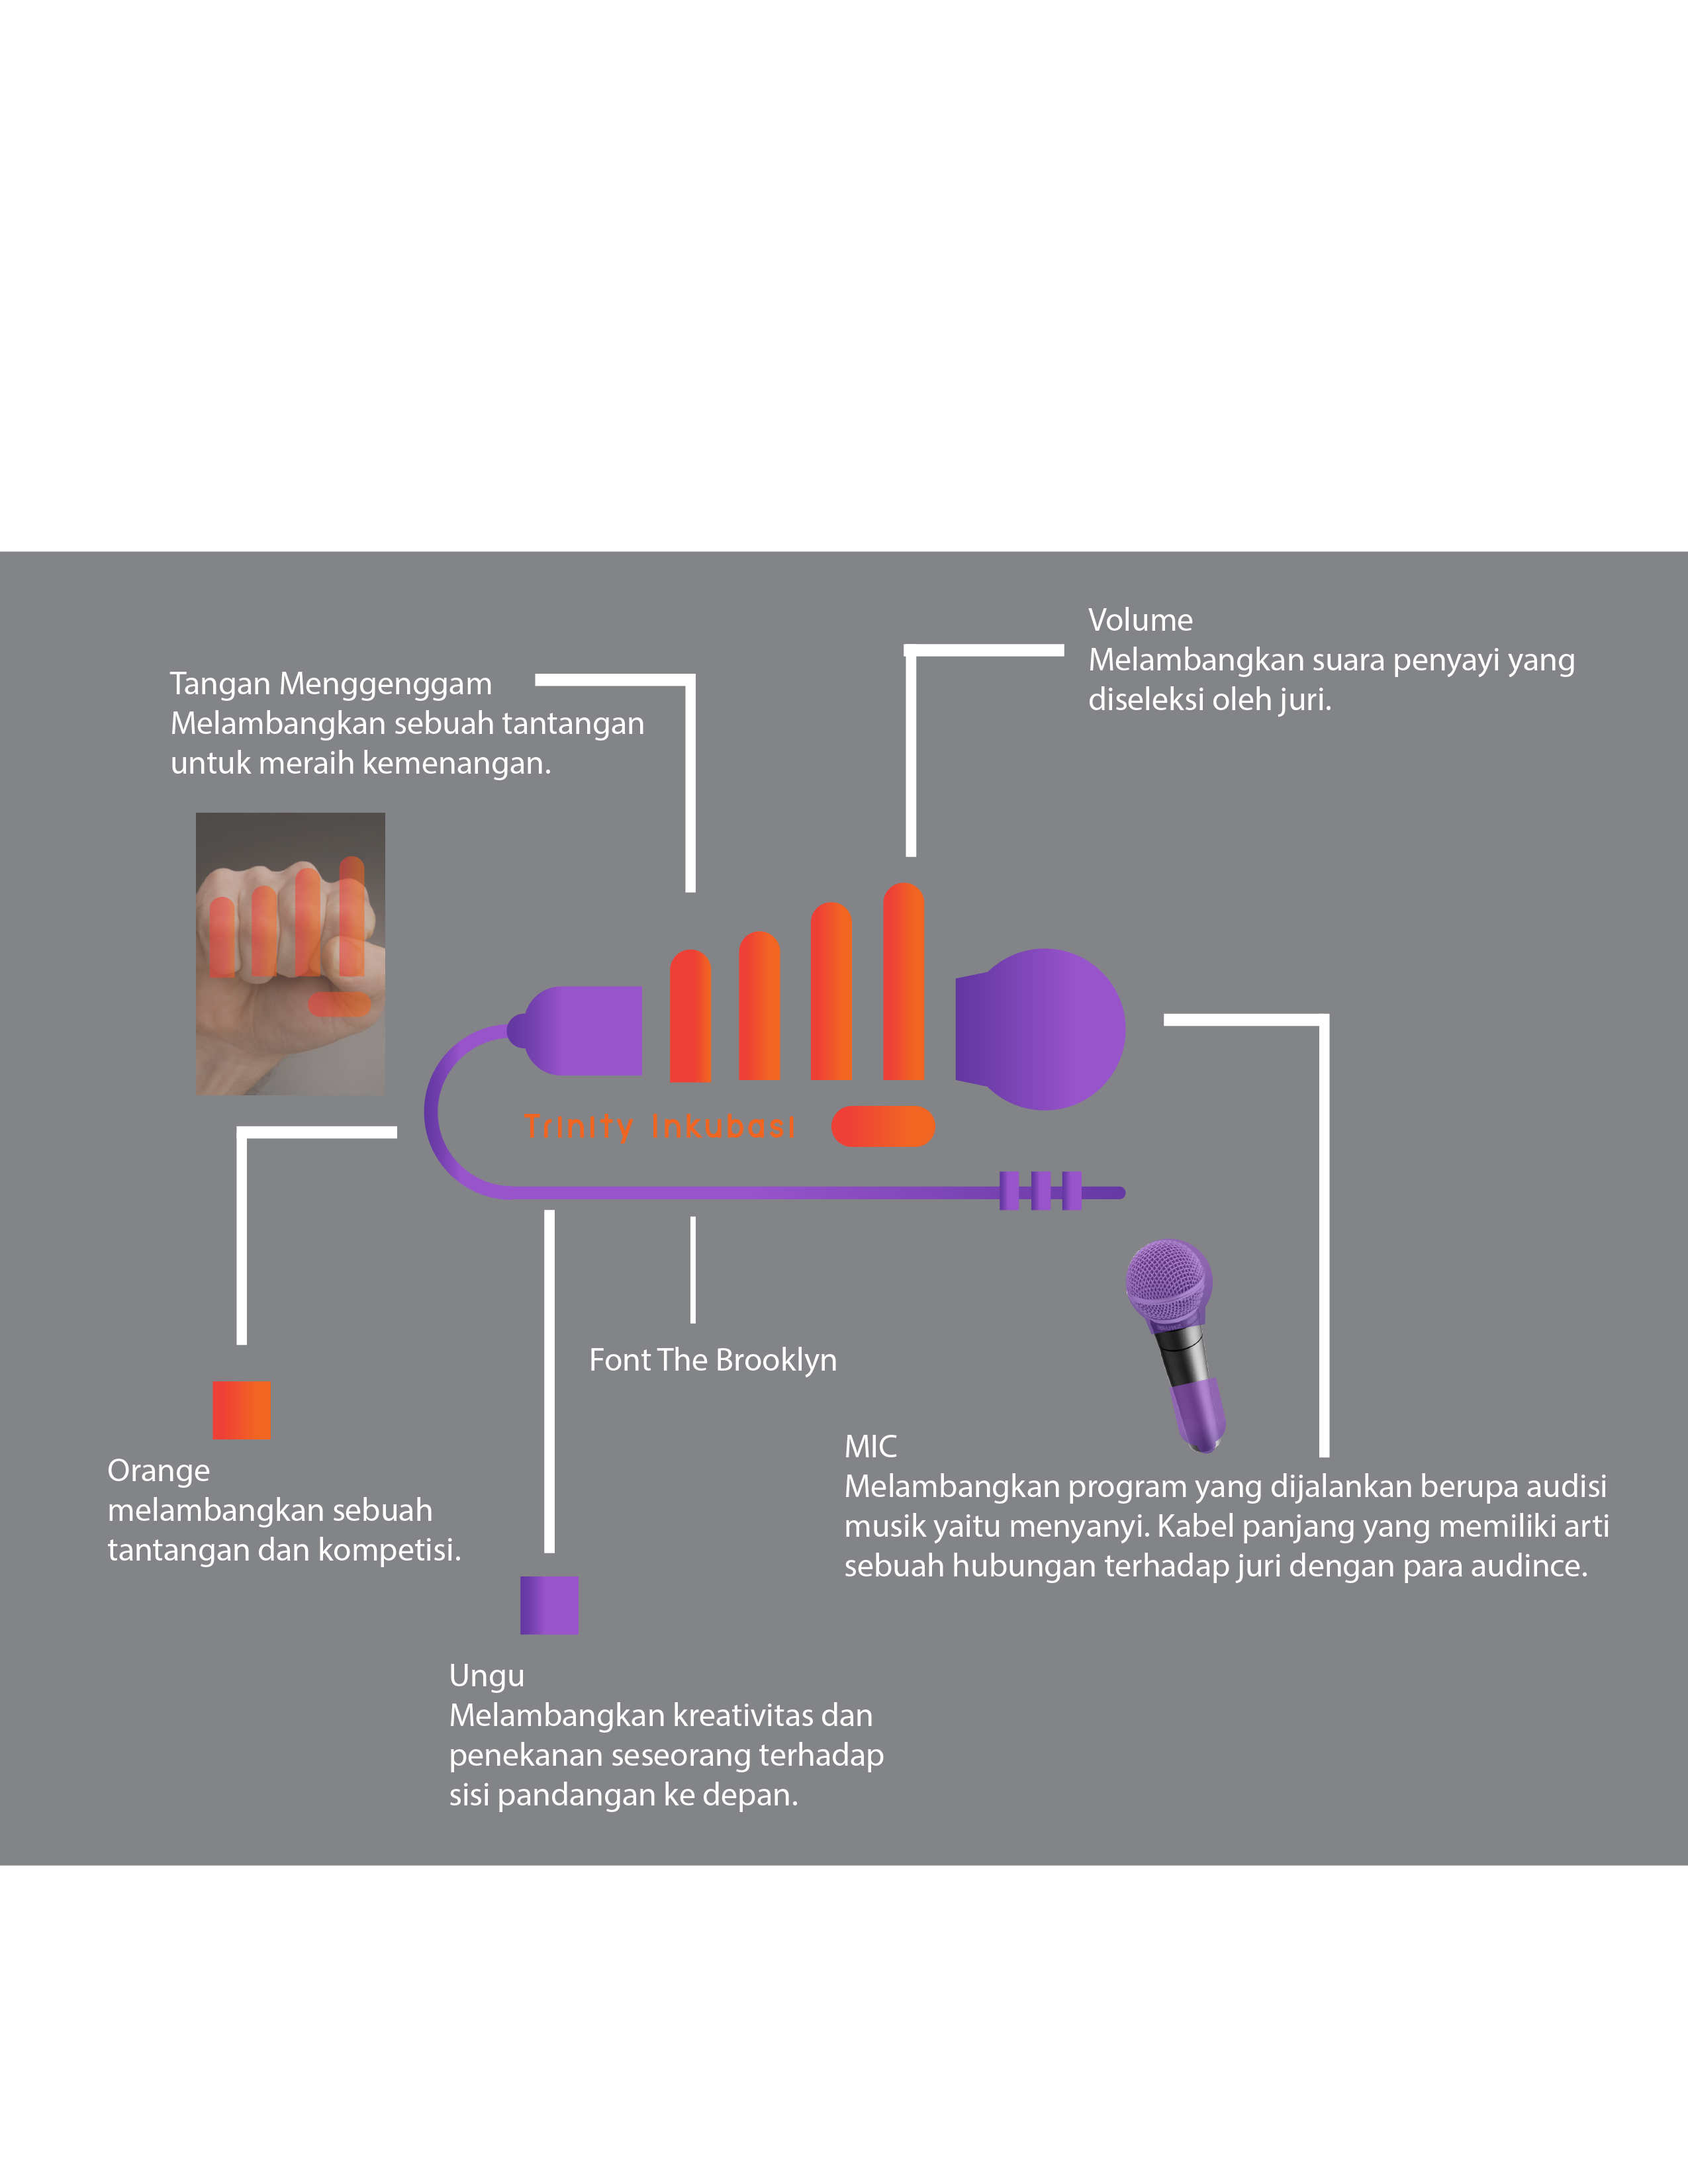 Volume
Melambangkan suara penyayi yang
diseleksi oleh juri.
Tangan Menggenggam
Melambangkan sebuah tantangan
untuk meraih kemenangan.
Trinity Inkubasi
Font The Brooklyn
Orange
melambangkan sebuah
tantangan dan kompetisi.
MIC
Melambangkan program yang dijalankan berupa audisi
musik yaitu menyanyi. Kabel panjang yang memiliki arti
sebuah hubungan terhadap juri dengan para audince.
Ungu
Melambangkan kreativitas dan
penekanan seseorang terhadap
sisi pandangan ke depan.